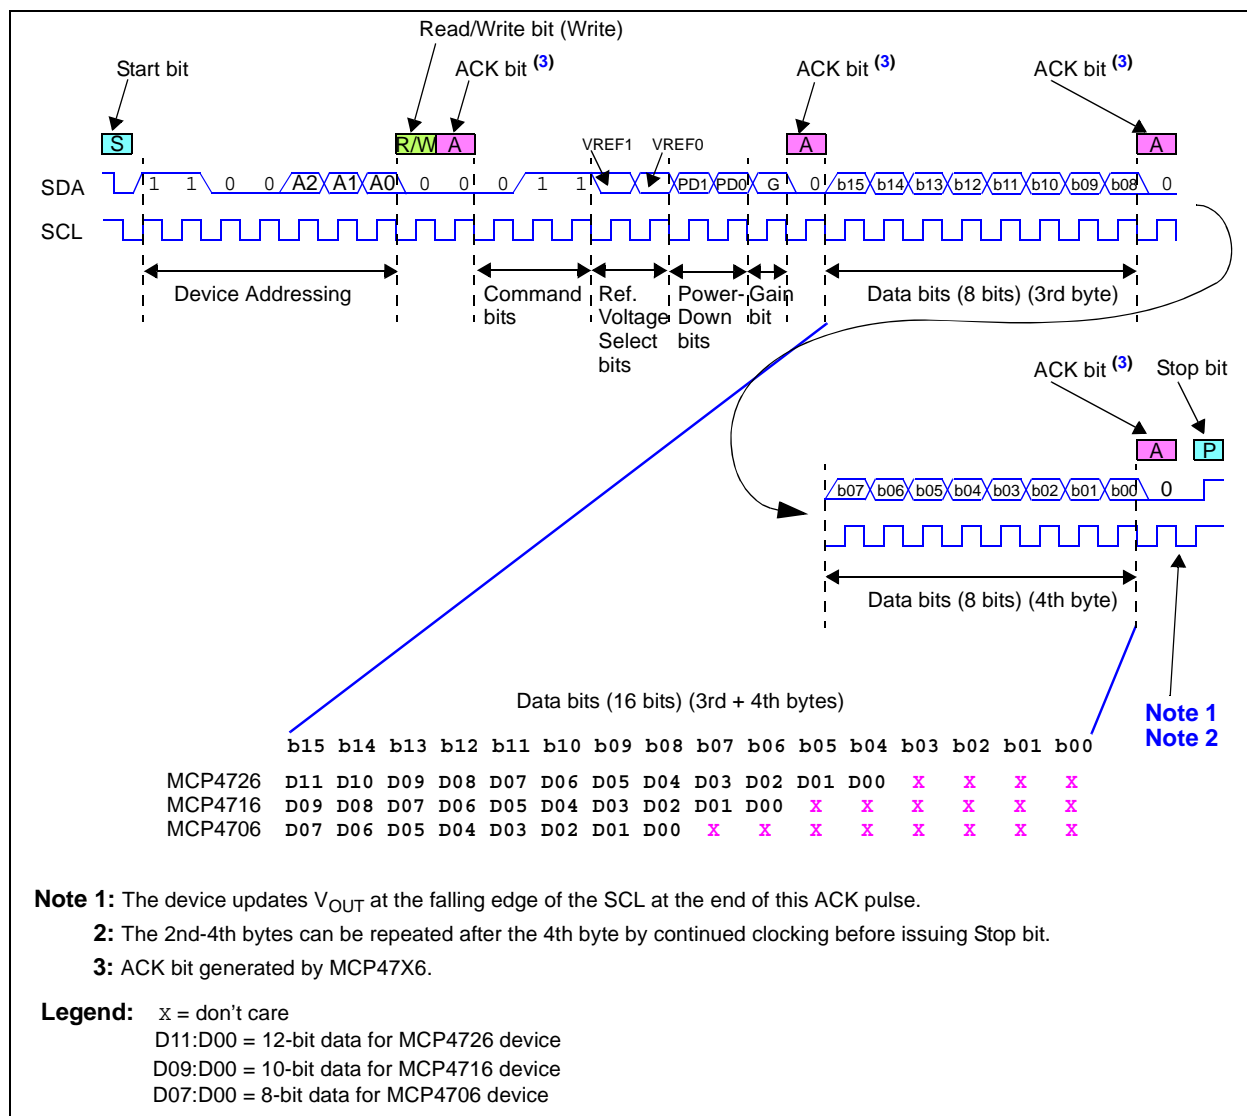 Read/Write bit (Write)
Start bit
ACK bit (3)
ACK bit (3)
ACK bit (3)
S
R/W A
A
A
VREF1 VREF0
SDA 1 1 0 0 A2 A1 A0 0 0 0 1 1 PD1 PD0 G 0 b15 b14 b13 b12 b11 b10 b09 b08 0
SCL
Device Addressing
Command bits
Ref. Voltage Select bits
Power-Down bits
Gain bit
Data bits (8 bits) (3rd byte)
ACK bit (3)
Stop bit
A P
b07 b06 b05 b04 b03 b02 b01 b00 0
Data bits (8 bits) (4th byte)
Note 1
Note 2
Data bits (16 bits) (3rd + 4th bytes)
b15 b14 b13 b12 b11 b10 b09 b08 b07 b06 b05 b04 b03 b02 b01 b00
MCP4726 D11 D10 D09 D08 D07 D06 D05 D04 D03 D02 D01 D00 X X X X
MCP4716 D09 D08 D07 D06 D05 D04 D03 D02 D01 D00 X X X X X X
MCP4706 D07 D06 D05 D04 D03 D02 D01 D00 X X X X X X X X
Note 1: The device updates VOUT at the falling edge of the SCL at the end of this ACK pulse.
2: The 2nd-4th bytes can be repeated after the 4th byte by continued clocking before issuing Stop bit.
3: ACK bit generated by MCP47X6.
Legend: X = don't care
D11:D00 = 12-bit data for MCP4726 device
D09:D00 = 10-bit data for MCP4716 device
D07:D00 = 8-bit data for MCP4706 device